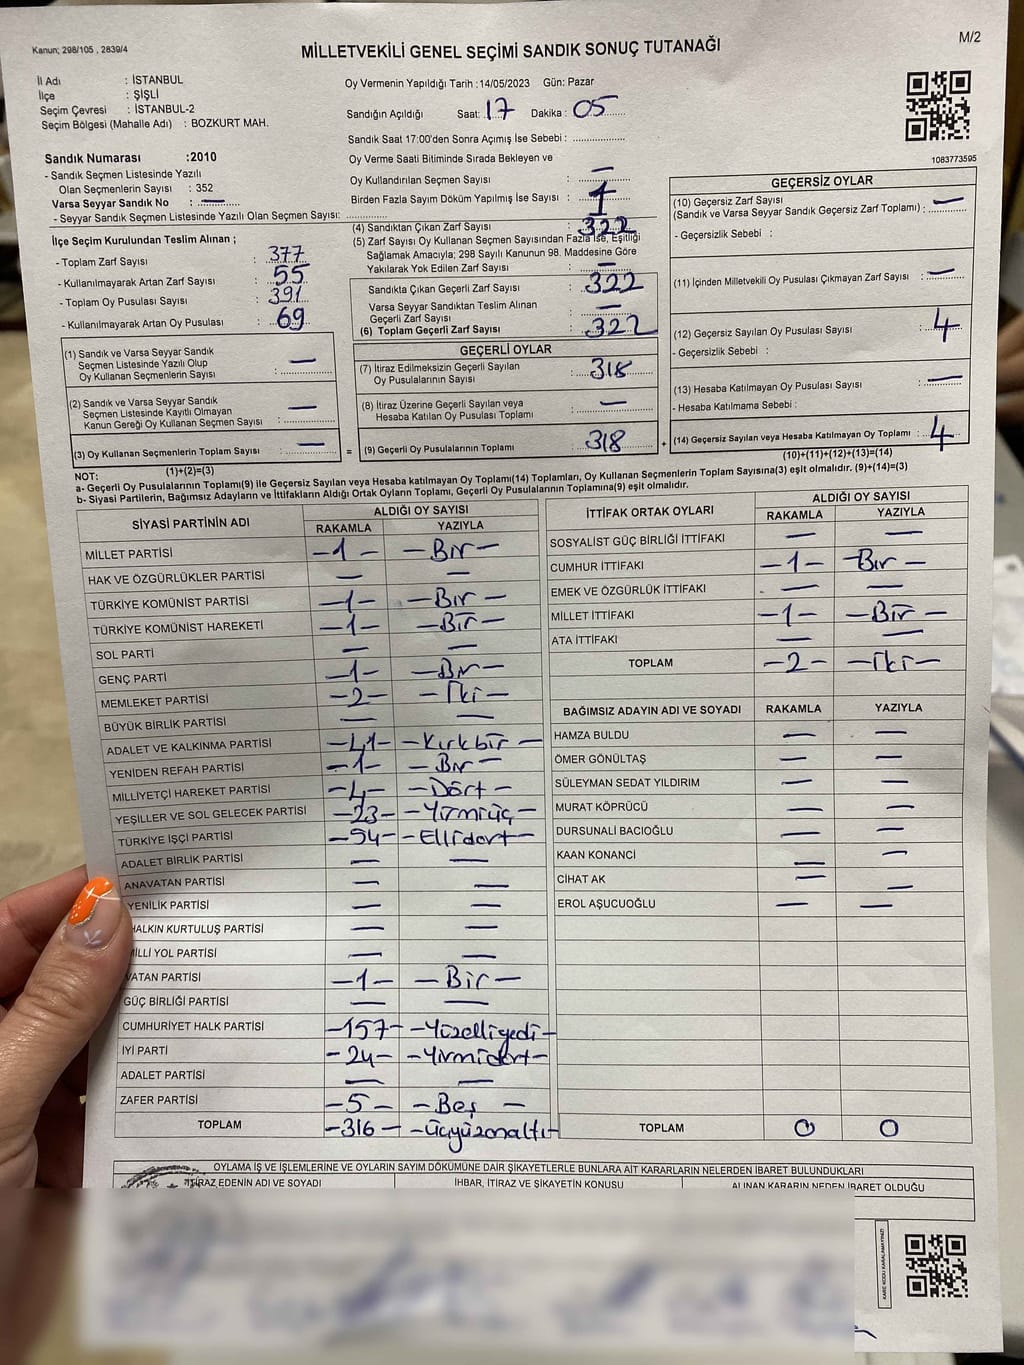 Kanun; 298/105 , 2839/4
MİLLETVEKİLİ GENEL SEÇİMİ SANDIK SONUÇ TUTANAĞI
M/2
İl Adı : İSTANBUL
İlçe : ŞİŞLİ
Seçim Çevresi : İSTANBUL-2
Seçim Bölgesi (Mahalle Adı) : BOZKURT MAH.
Oy Vermenin Yapıldığı Tarih :14/05/2023 Gün: Pazar
Sandığın Açıldığı Saat: 17 Dakika : 05
Sandık Saat 17:00'den Sonra Açımış İse Sebebi :
Oy Verme Saati Bitiminde Sırada Bekleyen ve
Oy Kullandırılan Seçmen Sayısı : —
Birden Fazla Sayım Döküm Yapılmış İse Sayısı : 1
1083773595
Sandık Numarası :2010
- Sandık Seçmen Listesinde Yazılı
Olan Seçmenlerin Sayısı : 352
Varsa Seyyar Sandık No : —
- Seyyar Sandık Seçmen Listesinde Yazılı Olan Seçmen Sayısı:
İlçe Seçim Kurulundan Teslim Alınan ;
- Toplam Zarf Sayısı : 377
- Kullanılmayarak Artan Zarf Sayısı : 55
- Toplam Oy Pusulası Sayısı : 391
- Kullanılmayarak Artan Oy Pusulası : 69
(1) Sandık ve Varsa Seyyar Sandık
Seçmen Listesinde Yazılı Olup
Oy Kullanan Seçmenlerin Sayısı : —
(2) Sandık ve Varsa Seyyar Sandık
Seçmen Listesinde Kayıtlı Olmayan
Kanun Gereği Oy Kullanan Seçmen Sayısı : —
(3) Oy Kullanan Seçmenlerin Toplam Sayısı : —
(1)+(2)=(3)
(4) Sandıktan Çıkan Zarf Sayısı : 322
(5) Zarf Sayısı Oy Kullanan Seçmen Sayısından Fazla İse, Eşitliği
Sağlamak Amacıyla; 298 Sayılı Kanunun 98. Maddesine Göre
Yakılarak Yok Edilen Zarf Sayısı : —
Sandıkta Çıkan Geçerli Zarf Sayısı : 322
Varsa Seyyar Sandıktan Teslim Alınan
Geçerli Zarf Sayısı : —
(6) Toplam Geçerli Zarf Sayısı : 322
GEÇERLİ OYLAR
(7) İtiraz Edilmeksizin Geçerli Sayılan
Oy Pusulalarının Sayısı : 318
(8) İtiraz Üzerine Geçerli Sayılan veya
Hesaba Katılan Oy Pusulası Toplamı : —
= (9) Geçerli Oy Pusulalarının Toplamı : 318 +
GEÇERSİZ OYLAR
(10) Geçersiz Zarf Sayısı
(Sandık ve Varsa Seyyar Sandık Geçersiz Zarf Toplamı) : —
- Geçersizlik Sebebi :
(11) İçinden Milletvekili Oy Pusulası Çıkmayan Zarf Sayısı : —
(12) Geçersiz Sayılan Oy Pusulası Sayısı : 4
- Geçersizlik Sebebi :
(13) Hesaba Katılmayan Oy Pusulası Sayısı : —
- Hesaba Katılmama Sebebi :
(14) Geçersiz Sayılan veya Hesaba Katılmayan Oy Toplamı : 4
(10)+(11)+(12)+(13)=(14)
NOT:
a- Geçerli Oy Pusulalarının Toplamı(9) ile Geçersiz Sayılan veya Hesaba katılmayan Oy Toplamı(14) Toplamları, Oy Kullanan Seçmenlerin Toplam Sayısına(3) eşit olmalıdır. (9)+(14)=(3)
b- Siyasi Partilerin, Bağımsız Adayların ve İttifakların Aldığı Ortak Oyların Toplamı, Geçerli Oy Pusulalarının Toplamına(9) eşit olmalıdır.
SİYASİ PARTİNİN ADI ALDIĞI OY SAYISI
RAKAMLA YAZIYLA
MİLLET PARTİSİ —1— —Bir—
HAK VE ÖZGÜRLÜKLER PARTİSİ — —
TÜRKİYE KOMÜNİST PARTİSİ —1— —Bir—
TÜRKİYE KOMÜNİST HAREKETİ —1— —Bir—
SOL PARTİ — —
GENÇ PARTİ —1— —Bir—
MEMLEKET PARTİSİ —2— —İki—
BÜYÜK BİRLİK PARTİSİ — —
ADALET VE KALKINMA PARTİSİ —41— —Kırkbir—
YENİDEN REFAH PARTİSİ —1— —Bir—
MİLLİYETÇİ HAREKET PARTİSİ —4— —Dört—
YEŞİLLER VE SOL GELECEK PARTİSİ —23— —Yirmiüç—
TÜRKİYE İŞÇİ PARTİSİ —54— —Ellidört—
ADALET BİRLİK PARTİSİ — —
ANAVATAN PARTİSİ — —
YENİLİK PARTİSİ — —
HALKIN KURTULUŞ PARTİSİ — —
MİLLİ YOL PARTİSİ — —
VATAN PARTİSİ —1— —Bir—
GÜÇ BİRLİĞİ PARTİSİ — —
CUMHURİYET HALK PARTİSİ —157— —Yüzelliyedi—
İYİ PARTİ —24— —Yirmidört—
ADALET PARTİSİ — —
ZAFER PARTİSİ —5— —Beş—
TOPLAM —316— —Üçyüzonaltı—
İTTİFAK ORTAK OYLARI ALDIĞI OY SAYISI
RAKAMLA YAZIYLA
SOSYALİST GÜÇ BİRLİĞİ İTTİFAKI — —
CUMHUR İTTİFAKI —1— —Bir—
EMEK VE ÖZGÜRLÜK İTTİFAKI — —
MİLLET İTTİFAKI —1— —Bir—
ATA İTTİFAKI — —
TOPLAM —2— —İki—
BAĞIMSIZ ADAYIN ADI VE SOYADI RAKAMLA YAZIYLA
HAMZA BULDU — —
ÖMER GÖNÜLTAŞ — —
SÜLEYMAN SEDAT YILDIRIM — —
MURAT KÖPRÜCÜ — —
DURSUNALİ BACIOĞLU — —
KAAN KONANCİ — —
CİHAT AK — —
EROL AŞUCUOĞLU — —
TOPLAM 0 0
OYLAMA İŞ VE İŞLEMLERİNE VE OYLARIN SAYIM DÖKÜMÜNE DAİR ŞİKAYETLERLE BUNLARA AİT KARARLARIN NELERDEN İBARET BULUNDUKLARI
İTİRAZ EDENİN ADI VE SOYADI İHBAR, İTİRAZ VE ŞİKAYETİN KONUSU ALINAN KARARIN NEDEN İBARET OLDUĞU
KARE KODU KARALAMAYINIZ!